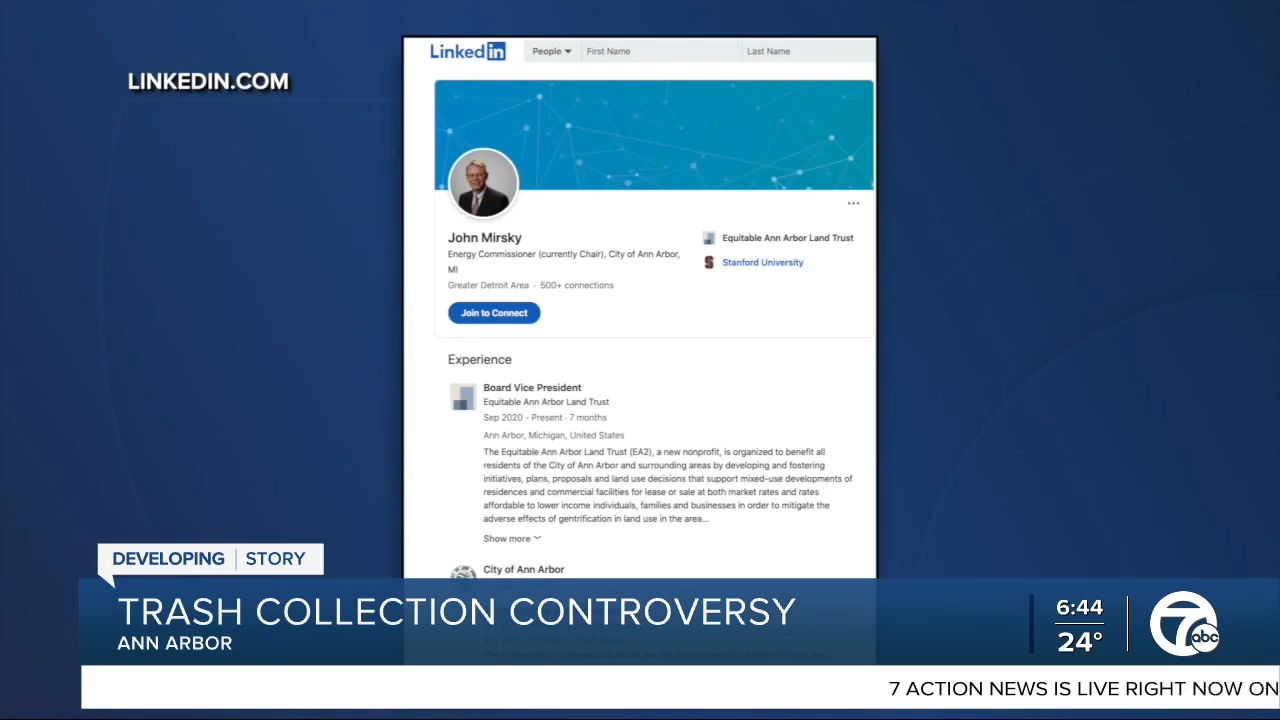 LINKEDIN.COM
Linked in
People First Name Last Name
John Mirsky
Energy Commissioner (currently Chair), City of Ann Arbor,
MI
Greater Detroit Area · 500+ connections
Equitable Ann Arbor Land Trust
Stanford University
Join to Connect
Experience
Board Vice President
Equitable Ann Arbor Land Trust
Sep 2020 - Present · 7 months
Ann Arbor, Michigan, United States
The Equitable Ann Arbor Land Trust (EA2), a new nonprofit, is organized to benefit all
residents of the City of Ann Arbor and surrounding areas by developing and fostering
initiatives, plans, proposals and land use decisions that support mixed-use developments of
residences and commercial facilities for lease or sale at both market rates and rates
affordable to lower income individuals, families and businesses in order to mitigate the
adverse effects of gentrification in land use in the area...
Show more
City of Ann Arbor
DEVELOPING STORY
TRASH COLLECTION CONTROVERSY
ANN ARBOR
6:44
24°
7 abc
7 ACTION NEWS IS LIVE RIGHT NOW ON